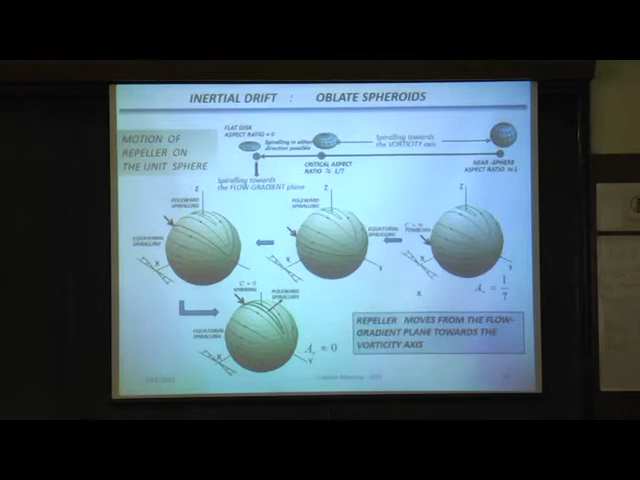 INERTIAL DRIFT : OBLATE SPHEROIDS
MOTION OF
REPELLER ON
THE UNIT SPHERE
FLAT DISK
ASPECT RATIO = 0
Spiralling in either
direction possible
Spiralling towards
the VORTICITY axis
CRITICAL ASPECT
RATIO ≈ 1/7
NEAR-SPHERE
ASPECT RATIO ≈ 1
Spiralling towards
the FLOW-GRADIENT plane
Z
POLEWARD
SPIRALLING
EQUATORIAL
SPIRALLING
X
Z
POLEWARD
SPIRALLING
EQUATORIAL
SPIRALLING
X
Y
Z
C = ∞
TUMBLING
X
Y
X
A = 1/7
C = 0
SPINNING
POLEWARD
SPIRALLING
EQUATORIAL
SPIRALLING
X
Y
A ≈ 0
REPELLER MOVES FROM THE FLOW-
GRADIENT PLANE TOWARDS THE
VORTICITY AXIS